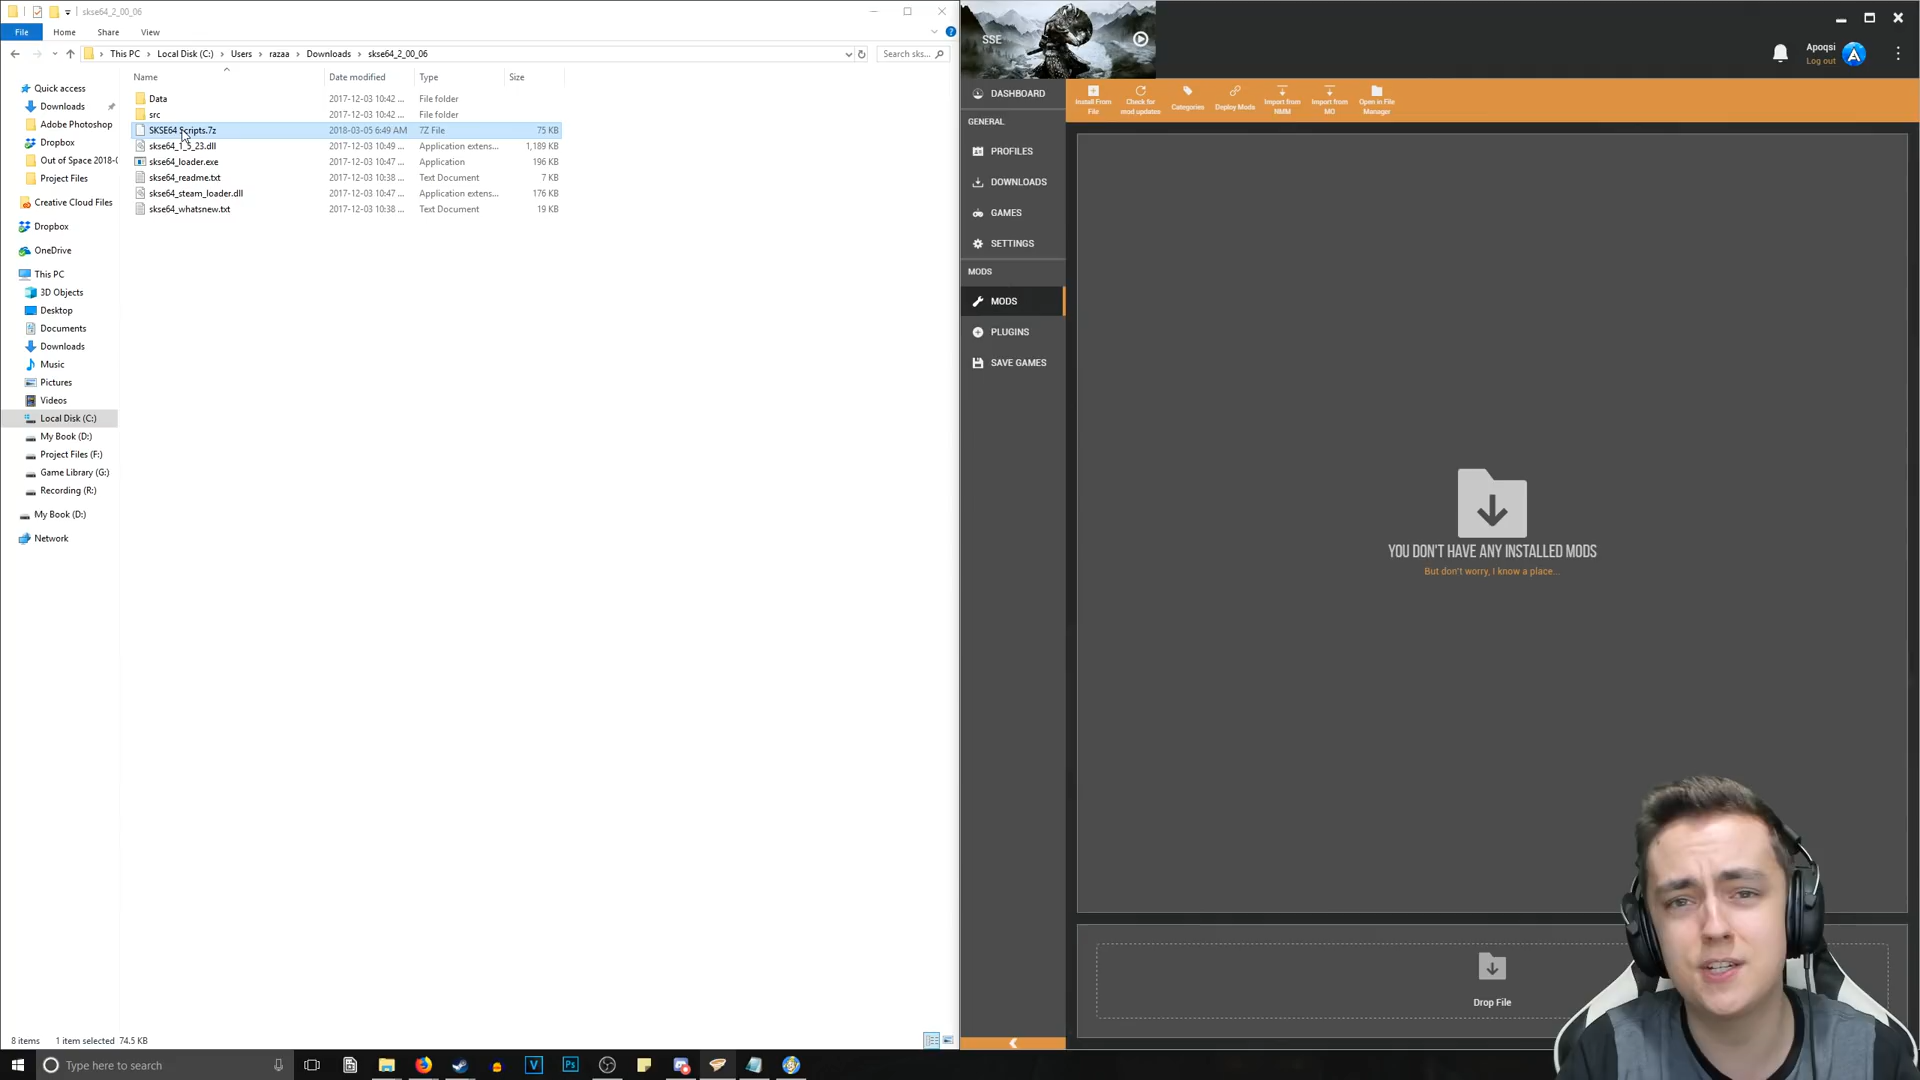 skse64_2_00_06
File
Home
Share
View
This PC
Local Disk (C:)
Users
razaa
Downloads
skse64_2_00_06
Search sks...
Name
Date modified
Type
Size
Quick access
Downloads
Adobe Photoshop
Dropbox
Out of Space 2018-0
Project Files
Creative Cloud Files
Dropbox
OneDrive
This PC
3D Objects
Desktop
Documents
Downloads
Music
Pictures
Videos
Local Disk (C:)
My Book (D:)
Project Files (F:)
Game Library (G:)
Recording (R:)
My Book (D:)
Network
Data 2017-12-03 10:42 ... File folder
src 2017-12-03 10:42 ... File folder
SKSE64 Scripts.7z 2018-03-05 6:49 AM 7Z File 75 KB
skse64_1_5_23.dll 2017-12-03 10:49 ... Application extens... 1,189 KB
skse64_loader.exe 2017-12-03 10:47 ... Application 196 KB
skse64_readme.txt 2017-12-03 10:38 ... Text Document 7 KB
skse64_steam_loader.dll 2017-12-03 10:47 ... Application extens... 176 KB
skse64_whatsnew.txt 2017-12-03 10:38 ... Text Document 19 KB
8 items 1 item selected 74.5 KB
Type here to search
SSE
Apoqsi
Log out
Install From File
Check for mod updates
Categories
Deploy Mods
Import from NMM
Import from MO
Open in File Manager
DASHBOARD
GENERAL
PROFILES
DOWNLOADS
GAMES
SETTINGS
MODS
MODS
PLUGINS
SAVE GAMES
YOU DON'T HAVE ANY INSTALLED MODS
But don't worry, I know a place...
Drop File